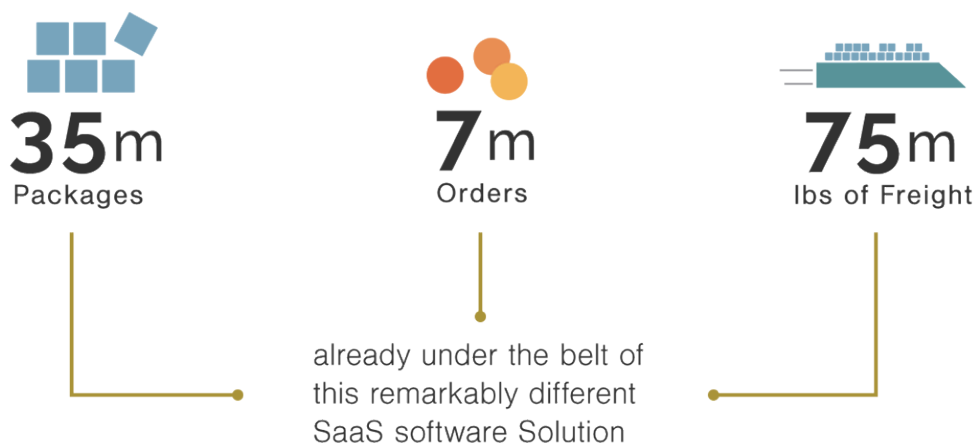 35m
Packages
7m
Orders
75m
lbs of Freight
already under the belt of
this remarkably different
SaaS software Solution